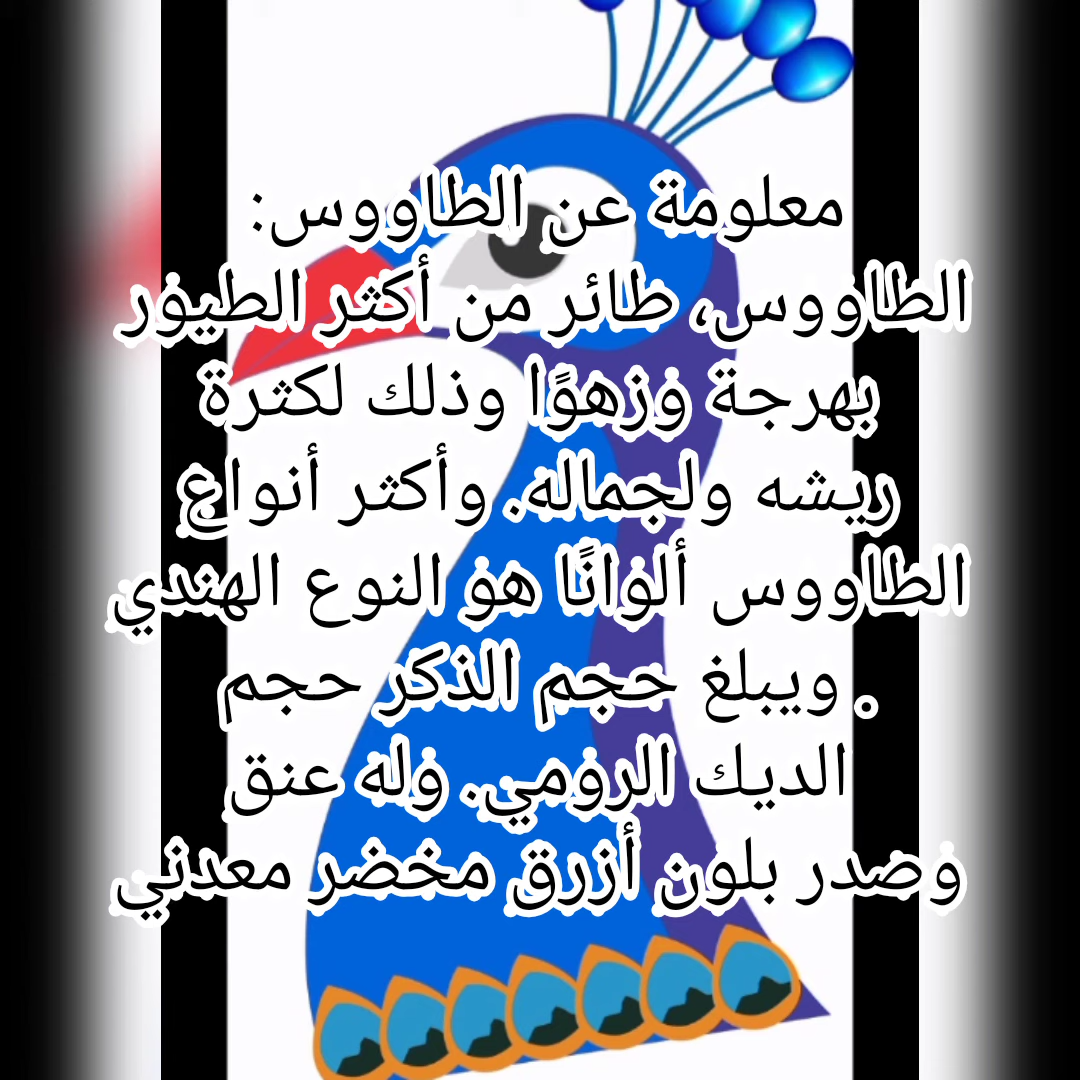 معلومة عن الطاووس:
الطاووس، طائر من أكثر الطيور
بهرجة وزهوًا وذلك لكثرة
ريشه ولجماله. وأكثر أنواع
الطاووس ألوانًا هو النوع الهندي
. ويبلغ حجم الذكر حجم
الديك الرومي. وله عنق
وصدر بلون أزرق مخضر معدني